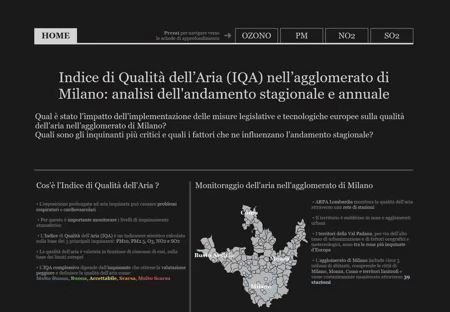 HOME
Premi per navigare verso
le schede di approfondimento
OZONO
PM
NO2
SO2
Indice di Qualità dell'Aria (IQA) nell'agglomerato di
Milano: analisi dell'andamento stagionale e annuale
Qual è stato l'impatto dell'implementazione delle misure legislative e tecnologiche europee sulla qualità
dell'aria nell'agglomerato di Milano?
Quali sono gli inquinanti più critici e quali i fattori che ne influenzano l'andamento stagionale?
Cos'è l'Indice di Qualità dell'Aria ?
- L'esposizione prolungata ad aria inquinata può causare problemi
respiratori e cardiovascolari
- Per questo è importante monitorare i livelli di inquinamento
atmosferico
- L'Indice di Qualità dell'Aria (IQA) è un indicatore sintetico calcolato
sulla base dei 5 principali inquinanti: PM10, PM2.5, O3, NO2 e SO2
- La qualità dell'aria è valutata in funzione di
base dei limiti europei
- L'IQA complessivo dipende dall'inquinante che ottiene la valutazione
peggiore e definisce la qualità dell'aria come:
Molto Buona, Buona, Accettabile, Scarsa, Molto Scarsa
Monitoraggio dell'aria nell'agglomerato di Milano
Como
Busto
Milano
- ARPA Lombardia monitora la qualità dell'aria
attraverso una rete di stazioni
- Il territorio è suddiviso in zone e agglomerati
urbani
- I territori della Val Padana, per via dell'alto
tasso di urbanizzazione e di fattori orografici e
meteorologici, sono tra le zone più inquinate
d'Europa
- L'agglomerato di Milano include circa 3
milioni di abitanti, comprende le città di
Milano, Monza, Como e territori limitrofi e
viene costantemente monitorato attraverso 39
stazioni